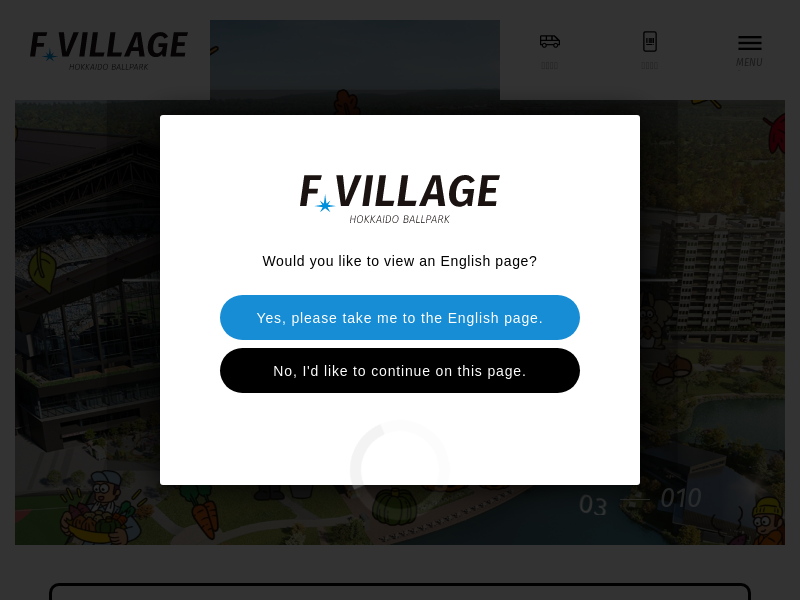 F VILLAGE
HOKKAIDO BALLPARK
MENU
F VILLAGE
HOKKAIDO BALLPARK
Would you like to view an English page?
Yes, please take me to the English page.
No, I'd like to continue on this page.
03 — 010